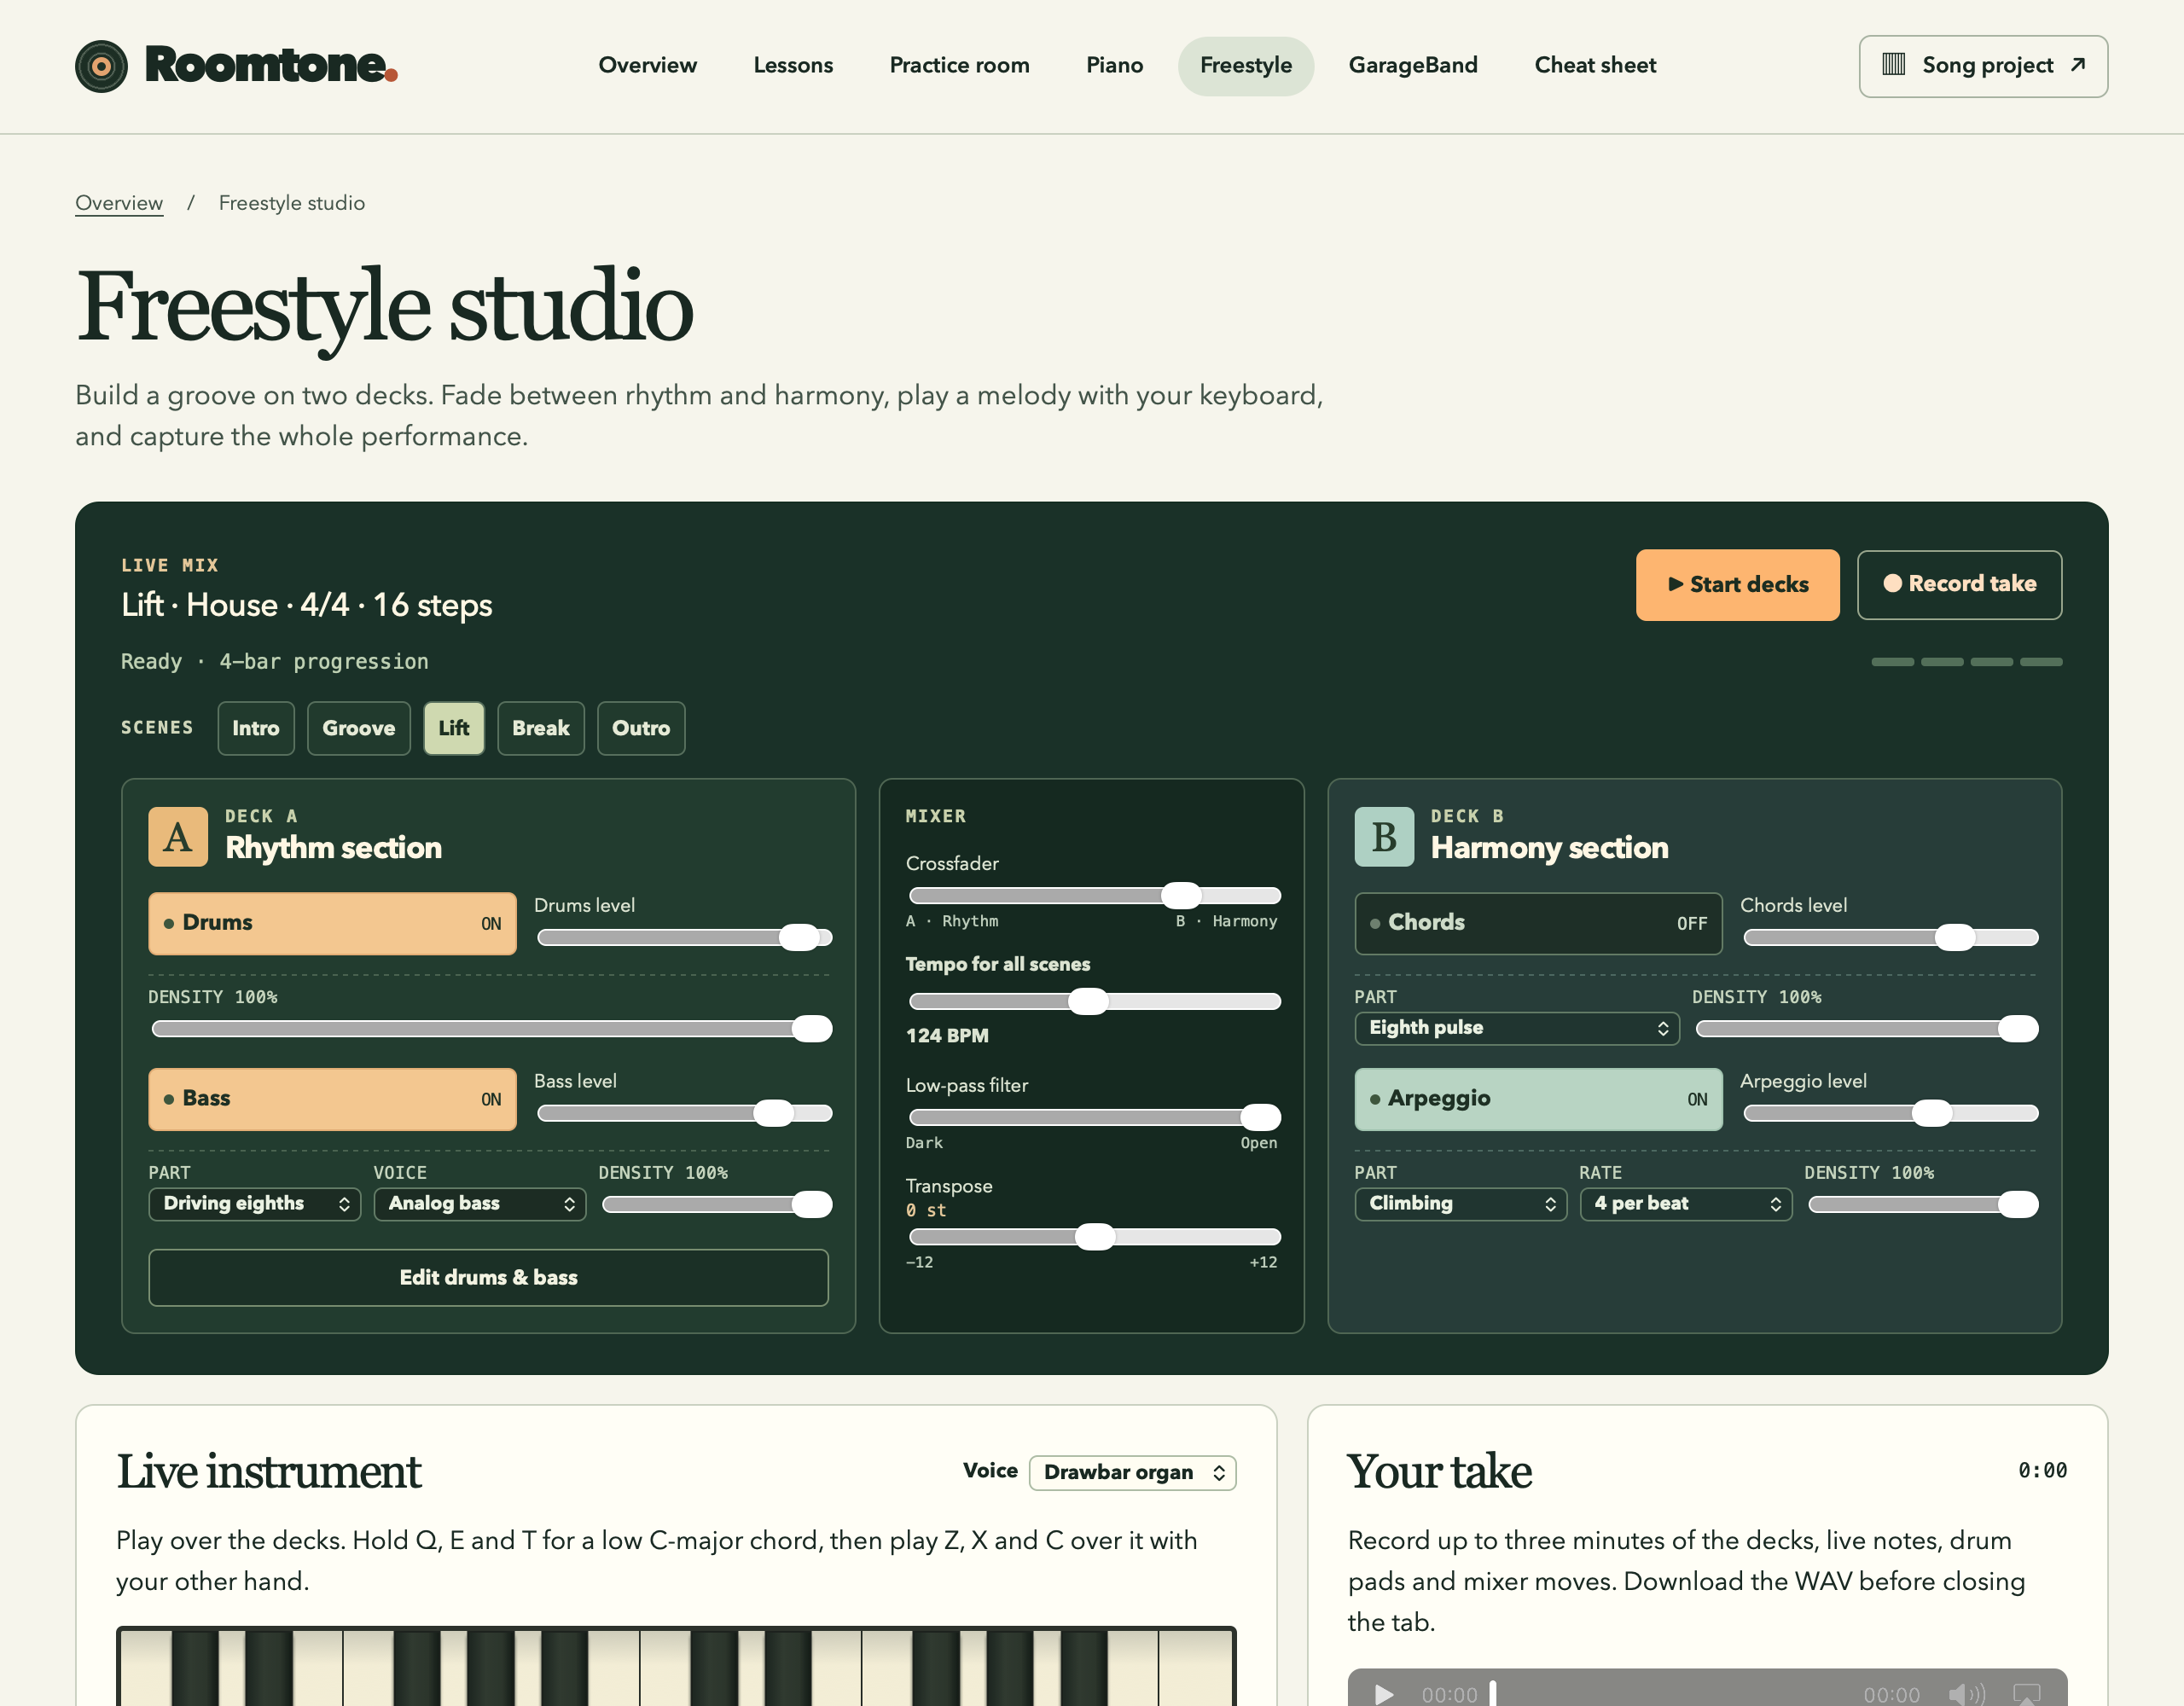 Roomtone.
Overview
Lessons
Practice room
Piano
Freestyle
GarageBand
Cheat sheet
Song project ↗
Overview / Freestyle studio
Freestyle studio
Build a groove on two decks. Fade between rhythm and harmony, play a melody with your keyboard,
and capture the whole performance.
LIVE MIX
Lift · House · 4/4 · 16 steps
Start decks
Record take
Ready · 4-bar progression
SCENES
Intro
Groove
Lift
Break
Outro
A
DECK A
Rhythm section
Drums ON
Drums level
DENSITY 100%
Bass ON
Bass level
PART
Driving eighths
VOICE
Analog bass
DENSITY 100%
Edit drums & bass
MIXER
Crossfader
A · Rhythm
B · Harmony
Tempo for all scenes
124 BPM
Low-pass filter
Dark
Open
Transpose
0 st
−12
+12
B
DECK B
Harmony section
Chords OFF
Chords level
PART
Eighth pulse
DENSITY 100%
Arpeggio ON
Arpeggio level
PART
Climbing
RATE
4 per beat
DENSITY 100%
Live instrument
Voice
Drawbar organ
Play over the decks. Hold Q, E and T for a low C-major chord, then play Z, X and C over it with
your other hand.
Your take
0:00
Record up to three minutes of the decks, live notes, drum
pads and mixer moves. Download the WAV before closing
the tab.
00:00
00:00